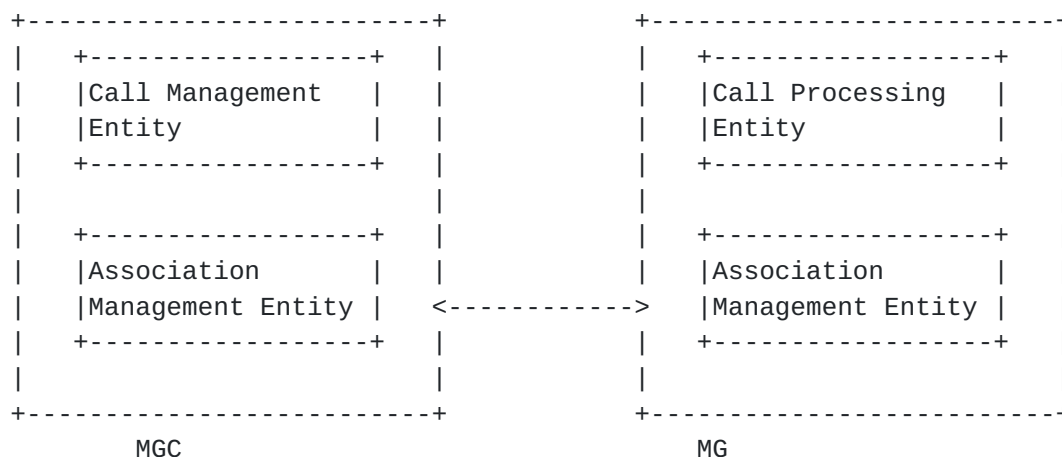 +--------------------------+ +--------------------------+
| +------------------+ | | +------------------+
| |Call Management | | | |Call Processing |
| |Entity | | | |Entity |
| +------------------+ | | +------------------+
| | |
| +------------------+ | | +------------------+
| |Association | | | |Association |
| |Management Entity | <------------> |Management Entity |
| +------------------+ | | +------------------+
| | |
+--------------------------+ +--------------------------+
MGC MG